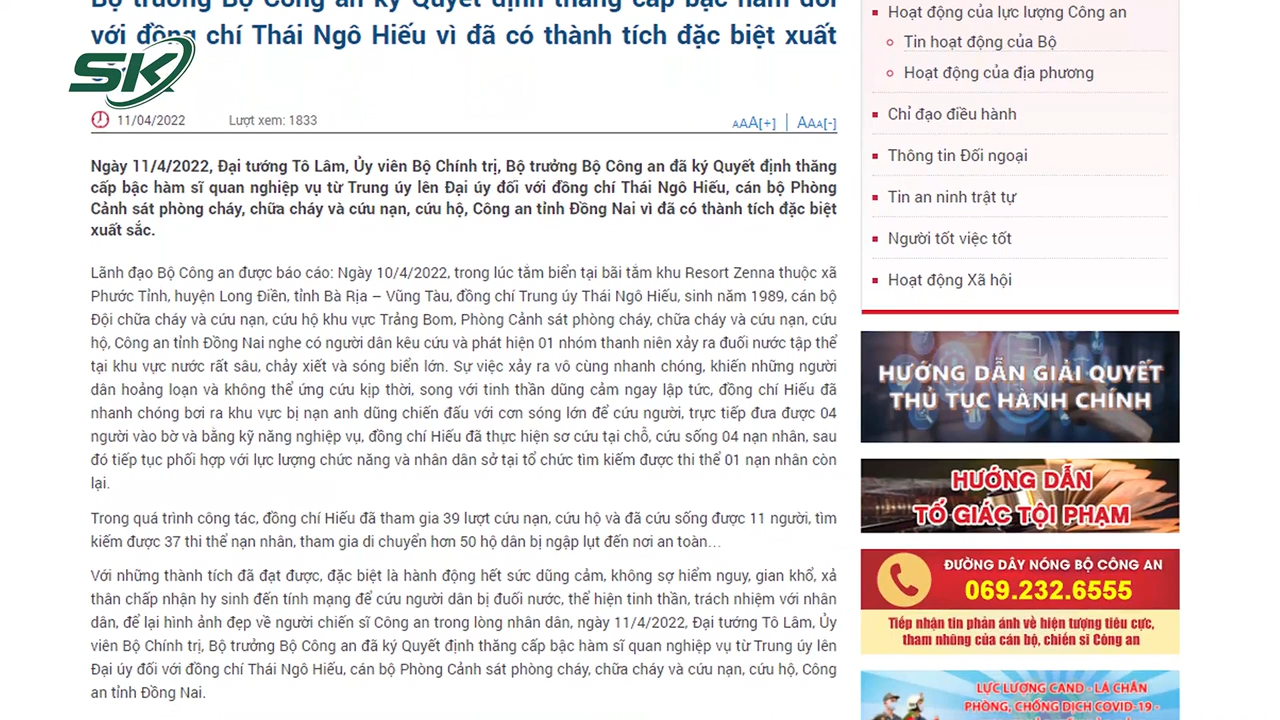 Bộ trưởng Bộ Công an ký Quyết định thăng cấp bậc hàm đối
với đồng chí Thái Ngô Hiếu vì đã có thành tích đặc biệt xuất
SK
11/04/2022 Lượt xem: 1833
AAA[+] | AAA[-]
Ngày 11/4/2022, Đại tướng Tô Lâm, Ủy viên Bộ Chính trị, Bộ trưởng Bộ Công an đã ký Quyết định thăng
cấp bậc hàm sĩ quan nghiệp vụ từ Trung úy lên Đại úy đối với đồng chí Thái Ngô Hiếu, cán bộ Phòng
Cảnh sát phòng cháy, chữa cháy và cứu nạn, cứu hộ, Công an tỉnh Đồng Nai vì đã có thành tích đặc biệt
xuất sắc.
Lãnh đạo Bộ Công an được báo cáo: Ngày 10/4/2022, trong lúc tắm biển tại bãi tắm khu Resort Zenna thuộc xã
Phước Tỉnh, huyện Long Điền, tỉnh Bà Rịa – Vũng Tàu, đồng chí Trung úy Thái Ngô Hiếu, sinh năm 1989, cán bộ
Đội chữa cháy và cứu nạn, cứu hộ khu vực Trảng Bom, Phòng Cảnh sát phòng cháy, chữa cháy và cứu nạn, cứu
hộ, Công an tỉnh Đồng Nai nghe có người dân kêu cứu và phát hiện 01 nhóm thanh niên xảy ra đuối nước tập thể
tại khu vực nước rất sâu, chảy xiết và sóng biển lớn. Sự việc xảy ra vô cùng nhanh chóng, khiến những người
dân hoảng loạn và không thể ứng cứu kịp thời, song với tinh thần dũng cảm ngay lập tức, đồng chí Hiếu đã
nhanh chóng bơi ra khu vực bị nạn anh dũng chiến đấu với cơn sóng lớn để cứu người, trực tiếp đưa được 04
người vào bờ và bằng kỹ năng nghiệp vụ, đồng chí Hiếu đã thực hiện sơ cứu tại chỗ, cứu sống 04 nạn nhân, sau
đó tiếp tục phối hợp với lực lượng chức năng và nhân dân sở tại tổ chức tìm kiếm được thi thể 01 nạn nhân còn
lại.
Trong quá trình công tác, đồng chí Hiếu đã tham gia 39 lượt cứu nạn, cứu hộ và đã cứu sống được 11 người, tìm
kiếm được 37 thi thể nạn nhân, tham gia di chuyển hơn 50 hộ dân bị ngập lụt đến nơi an toàn…
Với những thành tích đã đạt được, đặc biệt là hành động hết sức dũng cảm, không sợ hiểm nguy, gian khổ, xả
thân chấp nhận hy sinh đến tính mạng để cứu người dân bị đuối nước, thể hiện tinh thần, trách nhiệm với nhân
dân, để lại hình ảnh đẹp về người chiến sĩ Công an trong lòng nhân dân, ngày 11/4/2022, Đại tướng Tô Lâm, Ủy
viên Bộ Chính trị, Bộ trưởng Bộ Công an đã ký Quyết định thăng cấp bậc hàm sĩ quan nghiệp vụ từ Trung úy lên
Đại úy đối với đồng chí Thái Ngô Hiếu, cán bộ Phòng Cảnh sát phòng cháy, chữa cháy và cứu nạn, cứu hộ, Công
an tỉnh Đồng Nai.
Hoạt động của lực lượng Công an
Tin hoạt động của Bộ
Hoạt động của địa phương
Chỉ đạo điều hành
Thông tin Đối ngoại
Tin an ninh trật tự
Người tốt việc tốt
Hoạt động Xã hội
HƯỚNG DẪN GIẢI QUYẾT
THỦ TỤC HÀNH CHÍNH
HƯỚNG DẪN
TỐ GIÁC TỘI PHẠM
ĐƯỜNG DÂY NÓNG BỘ CÔNG AN
069.232.6555
Tiếp nhận tin phản ánh về hiện tượng tiêu cực,
tham nhũng của cán bộ, chiến sĩ Công an
LỰC LƯỢNG CAND - LÁ CHẮN
PHÒNG, CHỐNG DỊCH COVID-19 -